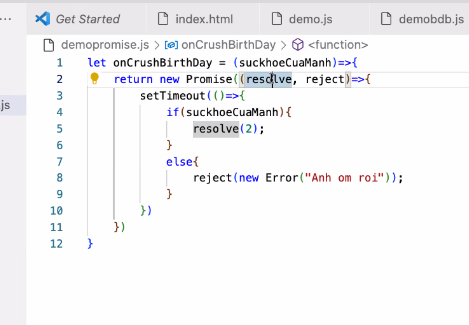 ... Get Started index.html demo.js demobdb.js
demopromise.js > onCrushBirthDay > <function>
.js
1 let onCrushBirthDay = (suckhoeCuaManh)=>{
2 return new Promise((resolve, reject)=>{
3 setTimeout(()=>{
4 if(suckhoeCuaManh){
5 resolve(2);
6 }
7 else{
8 reject(new Error("Anh om roi"));
9 }
10 })
11 })
12 }